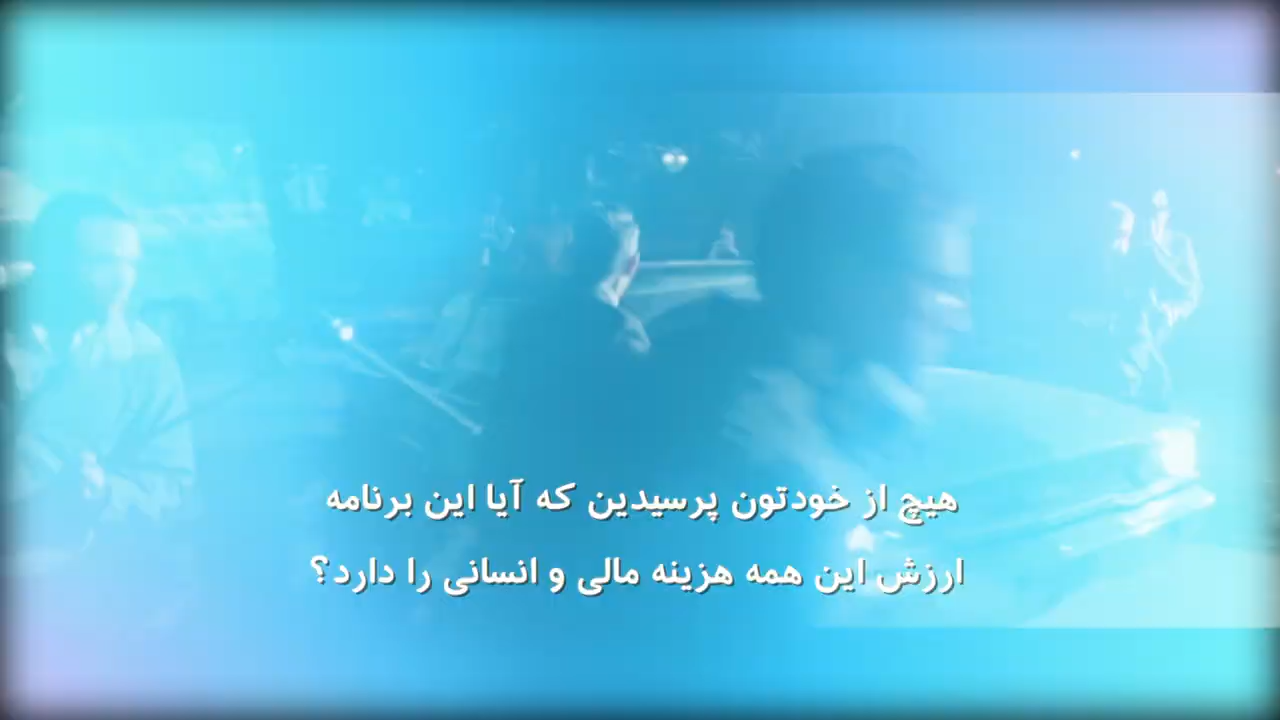 هیچ از خودتون پرسیدین که آیا این برنامه
ارزش این همه هزینه مالی و انسانی را دارد؟